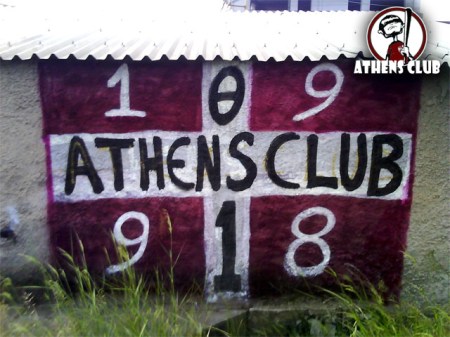 ATHENS CLUB
1 θ 9
ATHENS CLUB
9 1 8